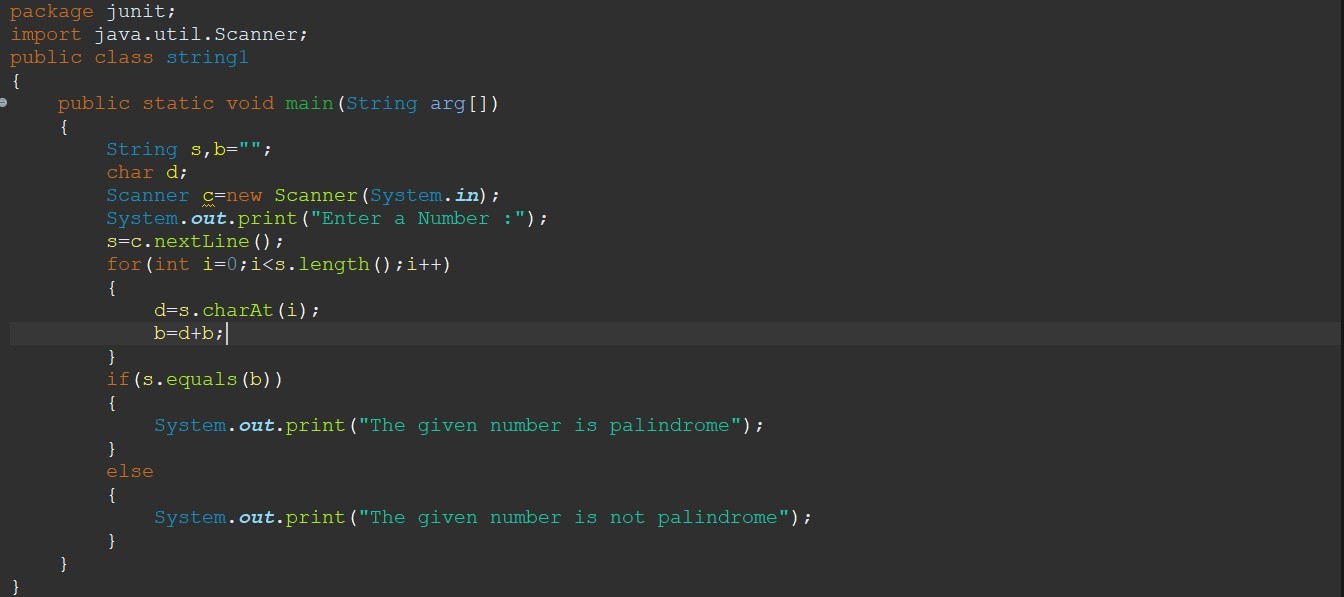 package junit;
import java.util.Scanner;
public class string1
{
    public static void main(String arg[])
    {
        String s,b="";
        char d;
        Scanner c=new Scanner(System.in);
        System.out.print("Enter a Number :");
        s=c.nextLine();
        for(int i=0;i<s.length();i++)
        {
            d=s.charAt(i);
            b=d+b;
        }
        if(s.equals(b))
        {
            System.out.print("The given number is palindrome");
        }
        else
        {
            System.out.print("The given number is not palindrome");
        }
    }
}